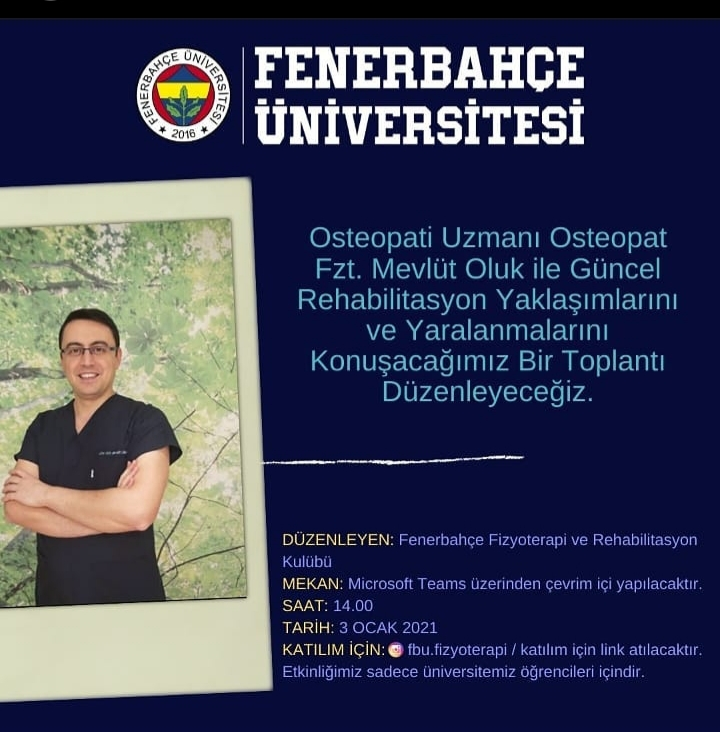 FENERBAHÇE ÜNİVERSİTESİ
2016
FENERBAHÇE
ÜNİVERSİTESİ
Osteopati Uzmanı Osteopat
Fzt. Mevlüt Oluk ile Güncel
Rehabilitasyon Yaklaşımlarını
ve Yaralanmalarını
Konuşacağımız Bir Toplantı
Düzenleyeceğiz.
DÜZENLEYEN: Fenerbahçe Fizyoterapi ve Rehabilitasyon
Kulübü
MEKAN: Microsoft Teams üzerinden çevrim içi yapılacaktır.
SAAT: 14.00
TARİH: 3 OCAK 2021
KATILIM İÇİN: fbu.fizyoterapi / katılım için link atılacaktır.
Etkinliğimiz sadece üniversitemiz öğrencileri içindir.